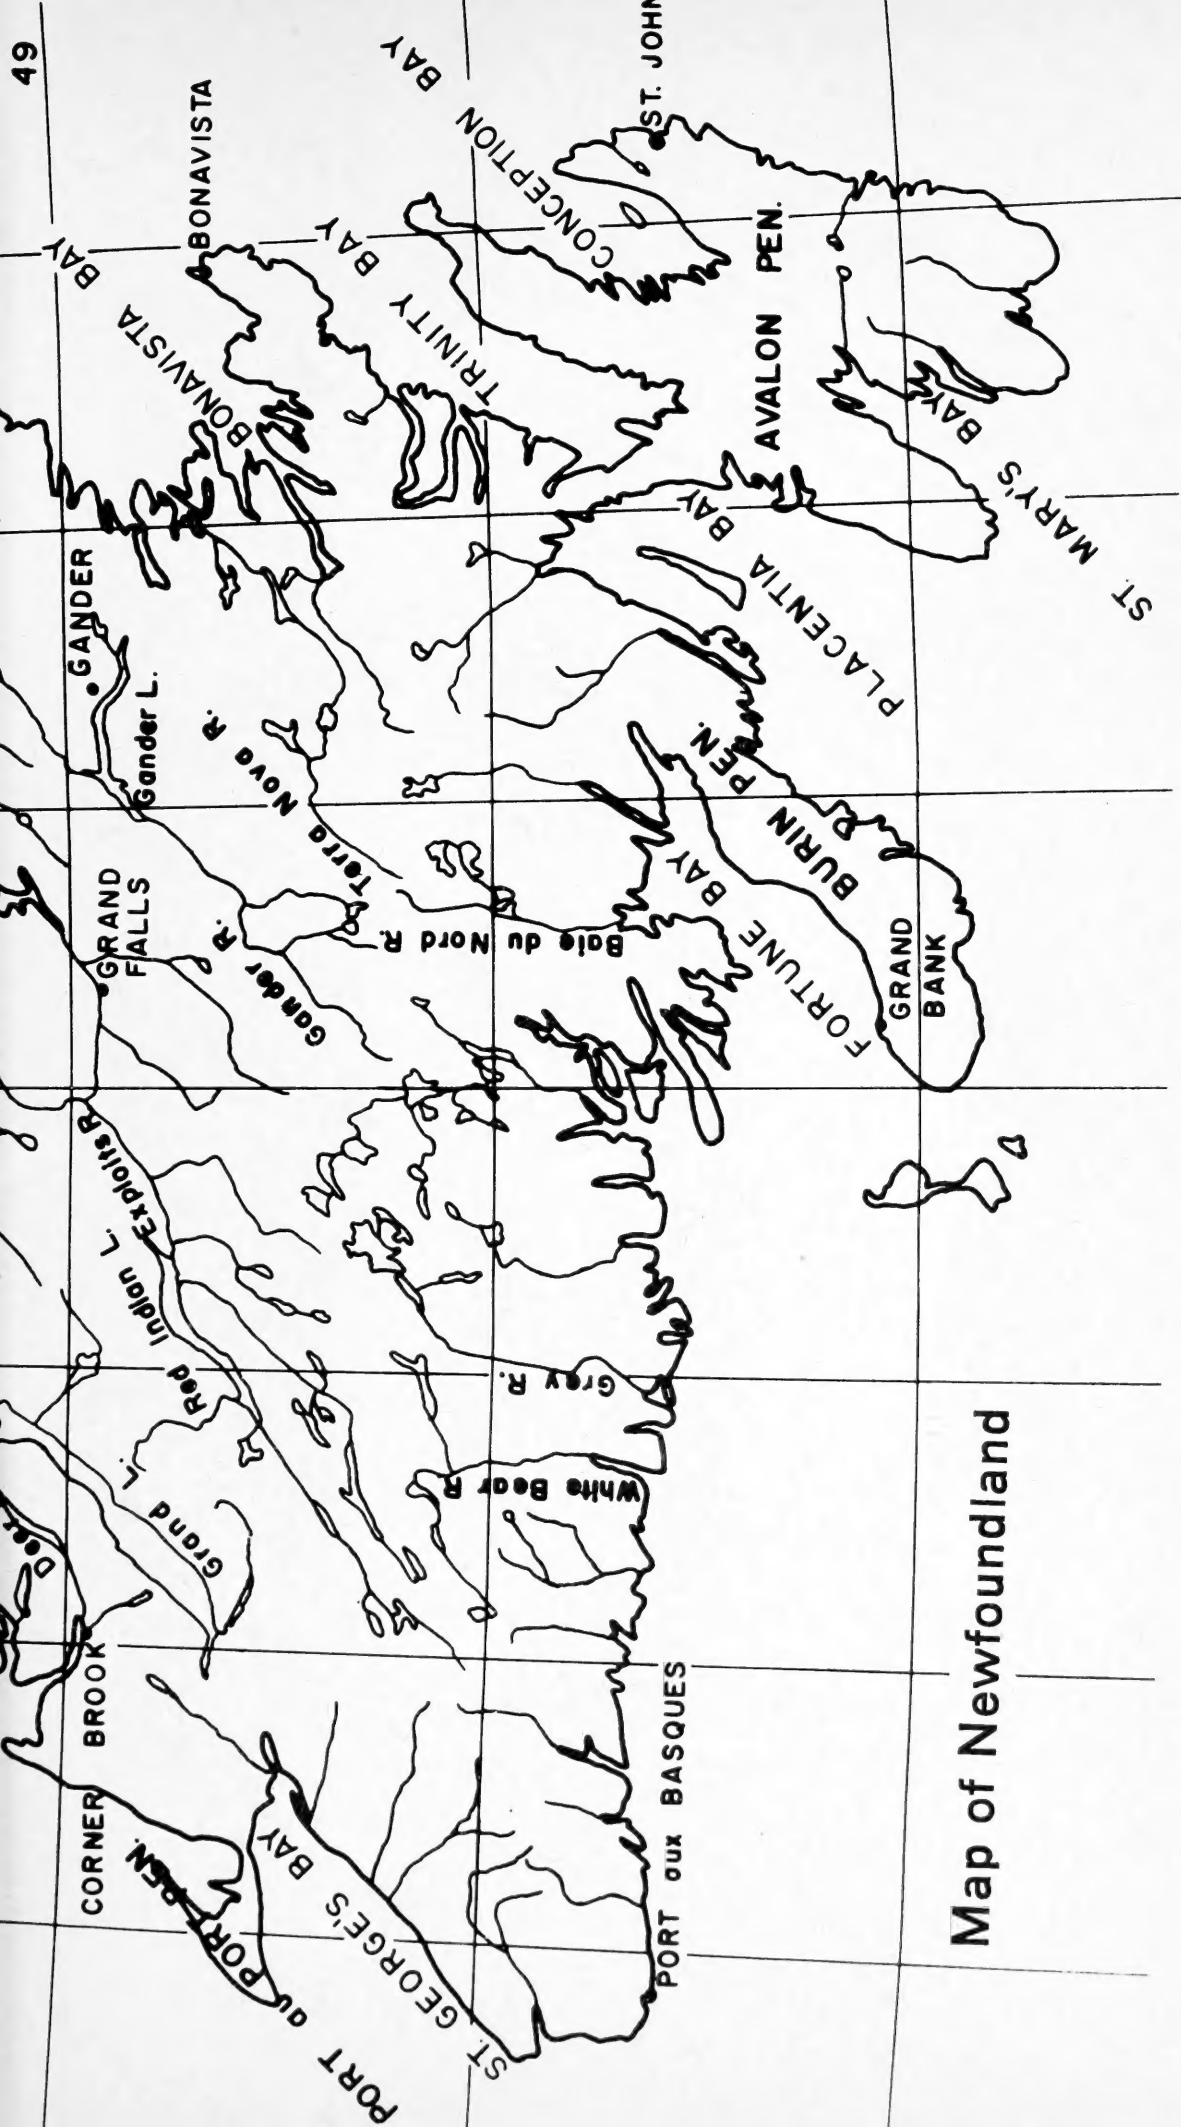 49
BONAVISTA
BONAVISTA BAY
TRINITY BAY
CONCEPTION BAY
ST. JOHN
AVALON PEN.
ST. MARY'S BAY
PLACENTIA BAY
GANDER
Gander L.
Terra Nova R.
BURIN PEN.
FORTUNE BAY
GRAND
BANK
GRAND
FALLS
Gander R.
Baie du Nord R.
Exploits R.
Red Indian L.
Grey R.
White Bear R
Grand L.
Deer
CORNER BROOK
PORT au PORT PEN.
ST. GEORGE'S BAY
PORT aux BASQUES
Map of Newfoundland